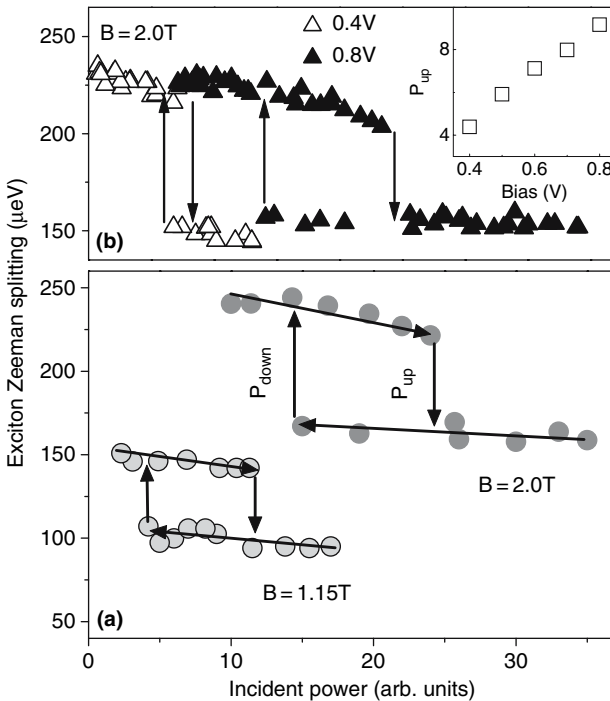 B = 2.0T
0.4V
0.8V
P_up
8
4
0.4
0.6
0.8
Bias (V)
250
225
200
150
(b)
Exciton Zeeman splitting (μeV)
250
200
150
100
50
P_down
P_up
B = 2.0T
B = 1.15T
(a)
0
10
20
30
Incident power (arb. units)